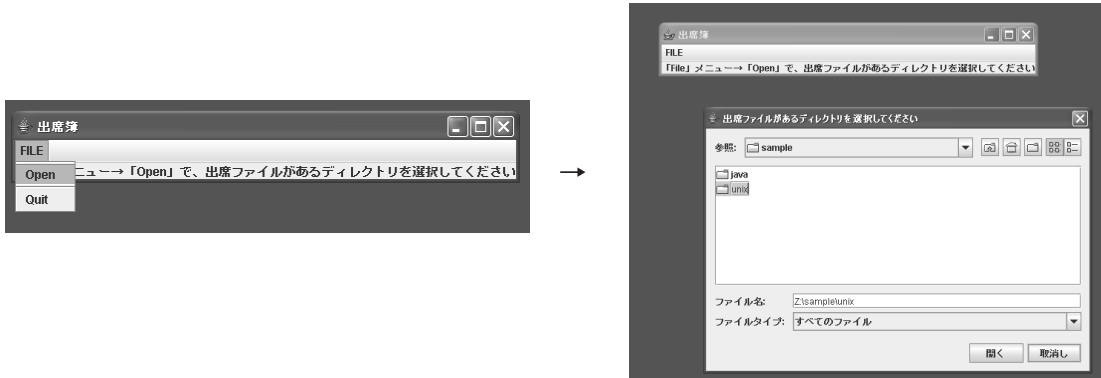 出席簿
FILE
Open
ニュー→「Open」で、出席ファイルがあるディレクトリを選択してください
Quit
→
出席簿
FILE
「File」メニュー→「Open」で、出席ファイルがあるディレクトリを選択してください
出席ファイルがあるディレクトリを選択してください
参照: sample
java
unix
ファイル名: Z:\sample\unix
ファイルタイプ: すべてのファイル
開く 取消し